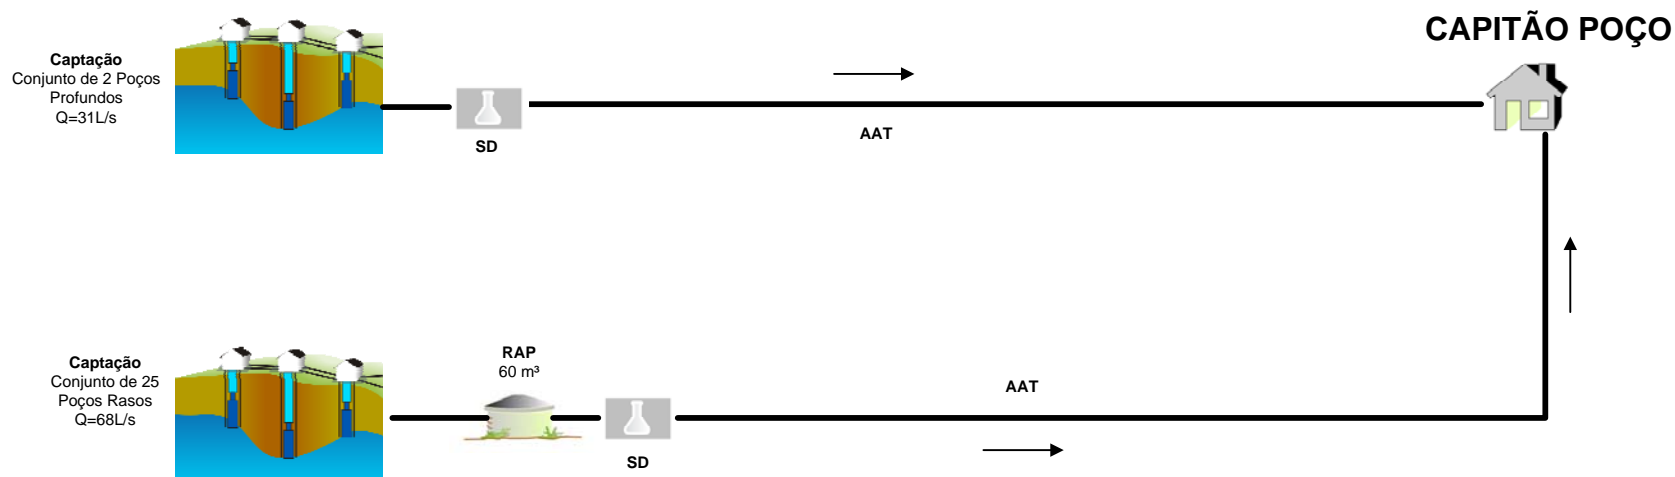 CAPITÃO POÇO
Captação
Conjunto de 2 Poços
Profundos
Q=31L/s
SD
AAT
Captação
Conjunto de 25
Poços Rasos
Q=68L/s
RAP
60 m³
SD
AAT